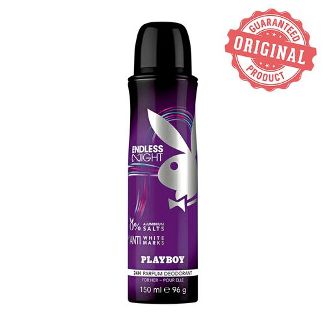 GUARANTEED
ORIGINAL
PRODUCT
ENDLESS
NIGHT
0% ALUMINIUM
SALTS
ANTI WHITE
MARKS
PLAYBOY
24H PARFUM DEODORANT
FOR HER – POUR ELLE
150 ml ℮ 96 g